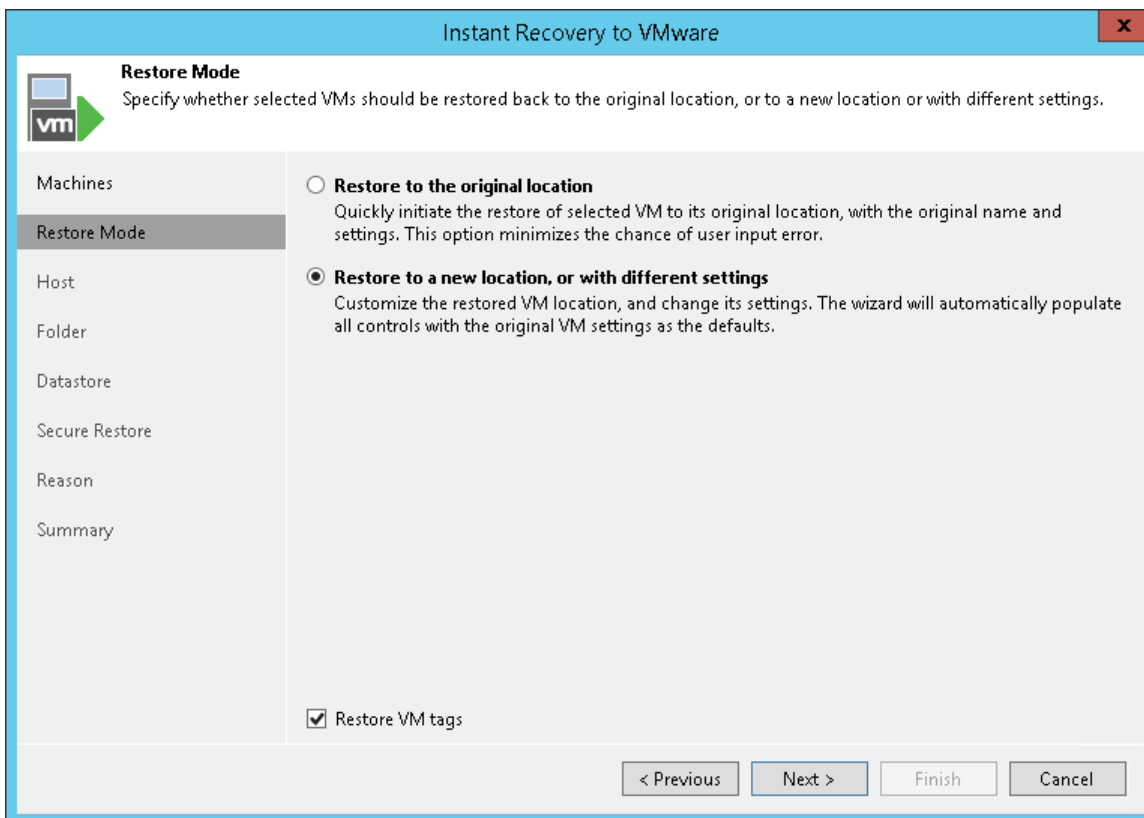 Instant Recovery to VMware
x
Restore Mode
Specify whether selected VMs should be restored back to the original location, or to a new location or with different settings.
vm
Machines
Restore Mode
Host
Folder
Datastore
Secure Restore
Reason
Summary
Restore to the original location
Quickly initiate the restore of selected VM to its original location, with the original name and
settings. This option minimizes the chance of user input error.
Restore to a new location, or with different settings
Customize the restored VM location, and change its settings. The wizard will automatically populate
all controls with the original VM settings as the defaults.
Restore VM tags
< Previous
Next >
Finish
Cancel